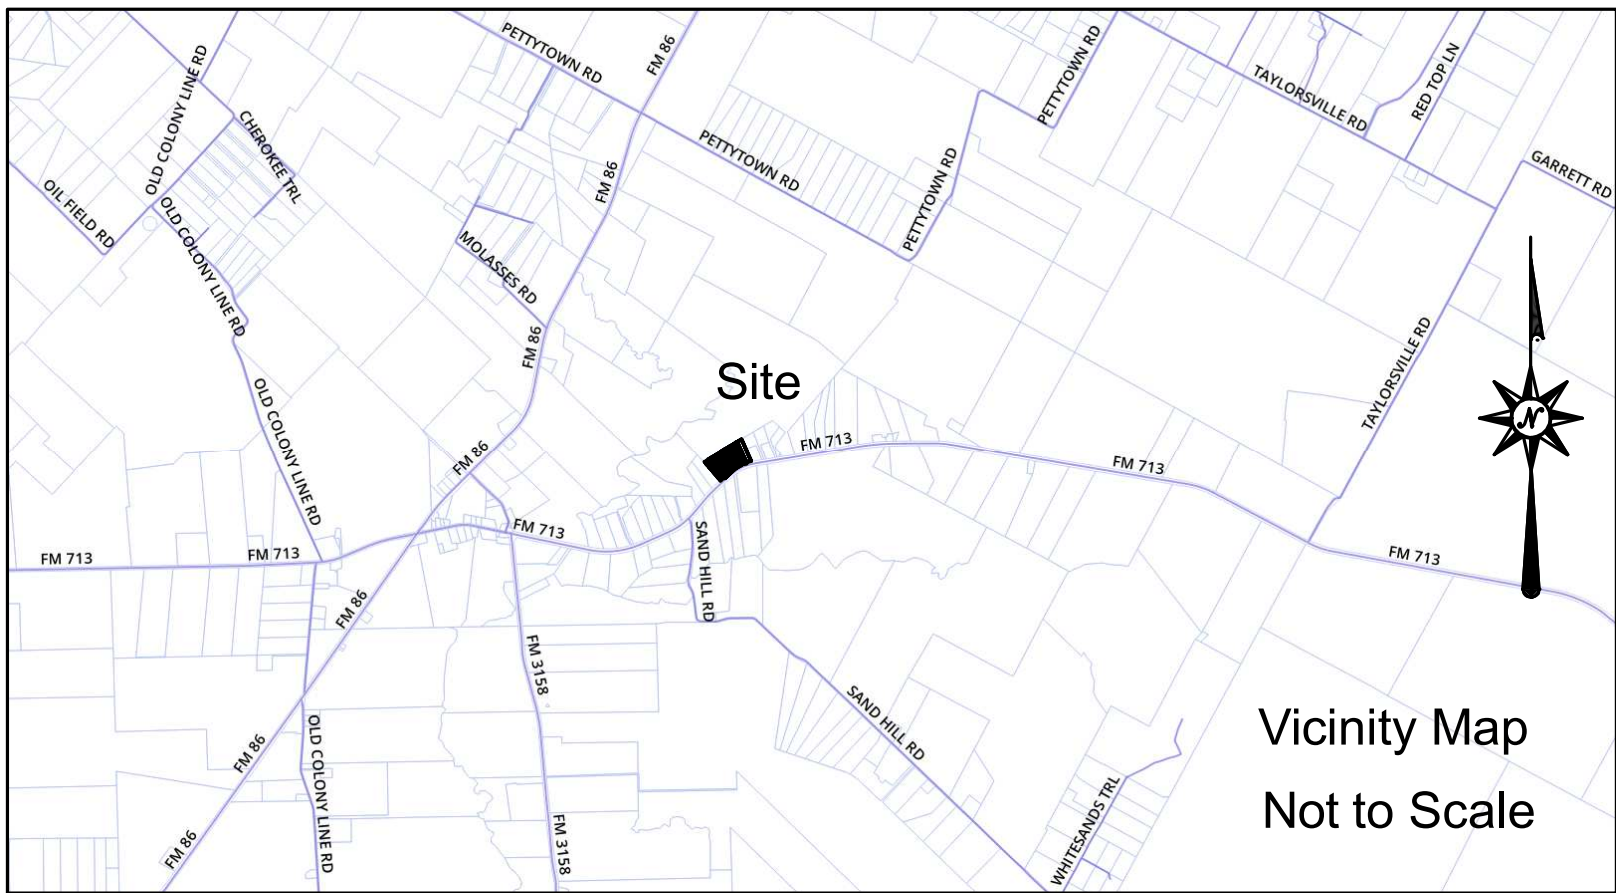 PETTYTOWN RD
FM 86
PETTYTOWN RD
TAYLORSVILLE RD
RED TOP LN
OLD COLONY LINE RD
CHEROKEE TRL
PETTYTOWN RD
GARRETT RD
FM 86
PETTYTOWN RD
OIL FIELD RD
OLD COLONY LINE RD
MOLASSES RD
FM 86
TAYLORSVILLE RD
Site
N
OLD COLONY LINE RD
FM 86
FM 713
FM 713
FM 713
FM 713
FM 713
SAND HILL RD
FM 713
FM 86
FM 3158
SAND HILL RD
Vicinity Map
FM 86
OLD COLONY LINE RD
Not to Scale
WHITESANDS TRL
FM 86
FM 3158